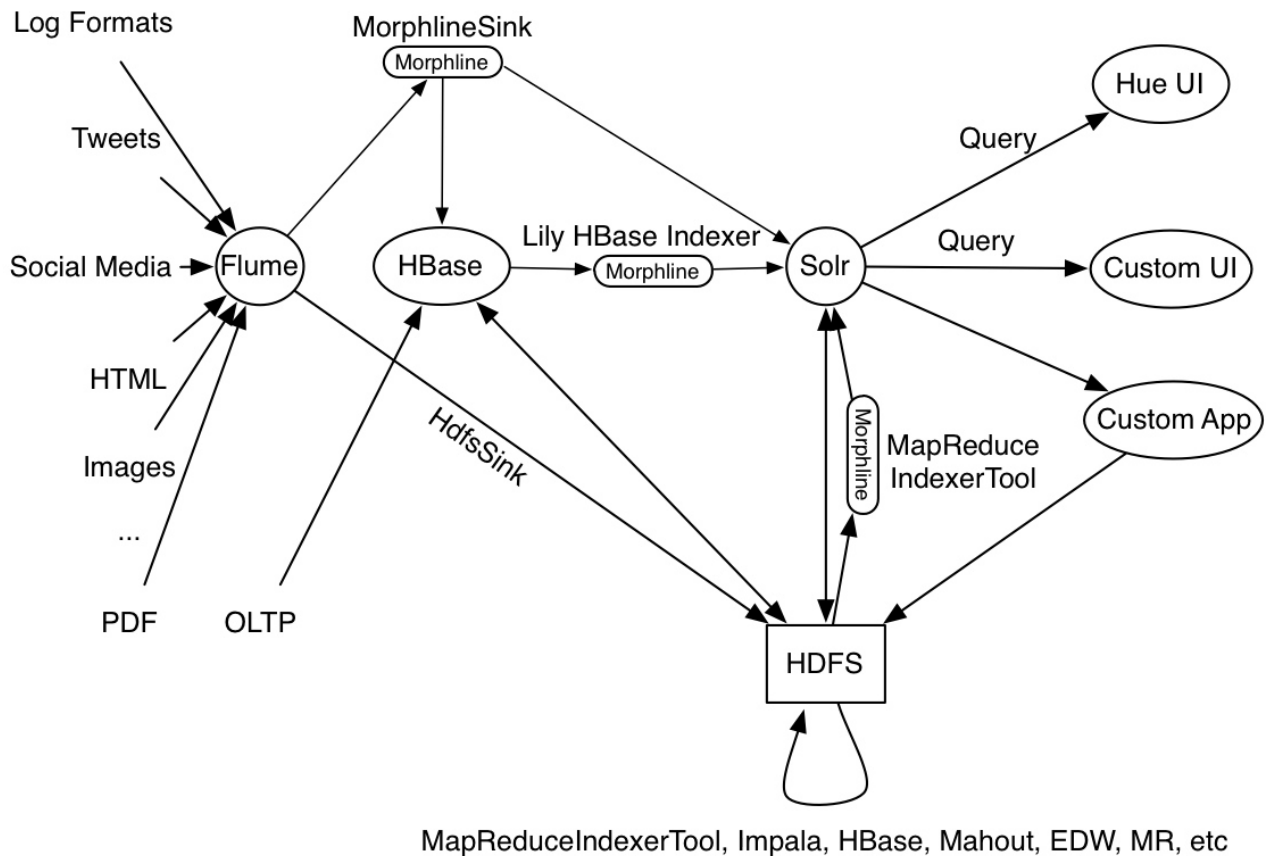 Log Formats
MorphlineSink
Morphline
Hue UI
Tweets
Query
Social Media
Flume
HBase
Lily HBase Indexer
Morphline
Solr
Query
Custom UI
HTML
HdfsSink
Morphline
MapReduce
IndexerTool
Custom App
Images
...
PDF
OLTP
HDFS
MapReduceIndexerTool, Impala, HBase, Mahout, EDW, MR, etc